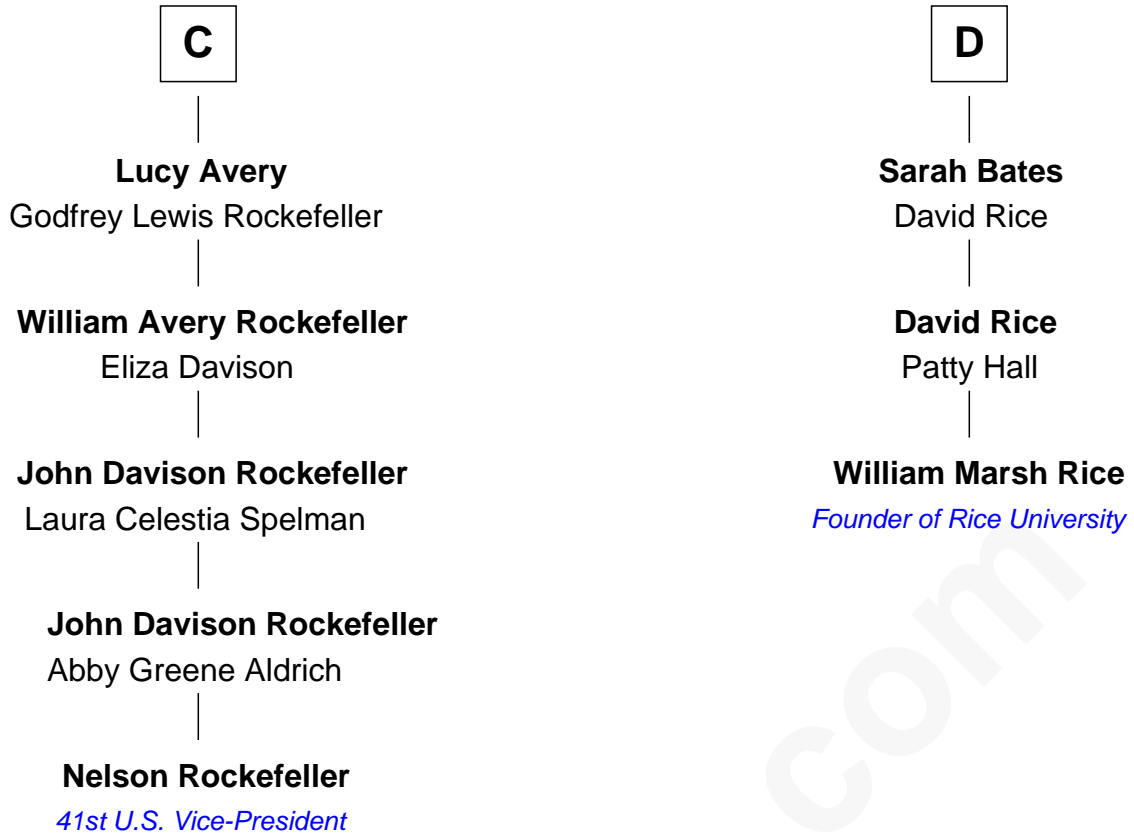 C
Lucy Avery
Godfrey Lewis Rockefeller
William Avery Rockefeller
Eliza Davison
John Davison Rockefeller
Laura Celestia Spelman
John Davison Rockefeller
Abby Greene Aldrich
Nelson Rockefeller
41st U.S. Vice-President
D
Sarah Bates
David Rice
David Rice
Patty Hall
William Marsh Rice
Founder of Rice University
com